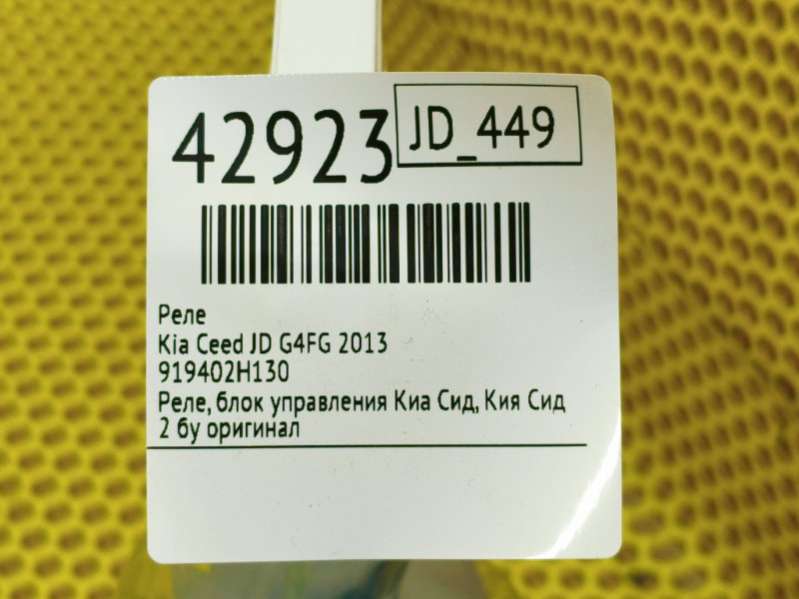 42923
JD_449
Реле
Kia Ceed JD G4FG 2013
919402H130
Реле, блок управления Киа Сид, Кия Сид
2 бу оригинал